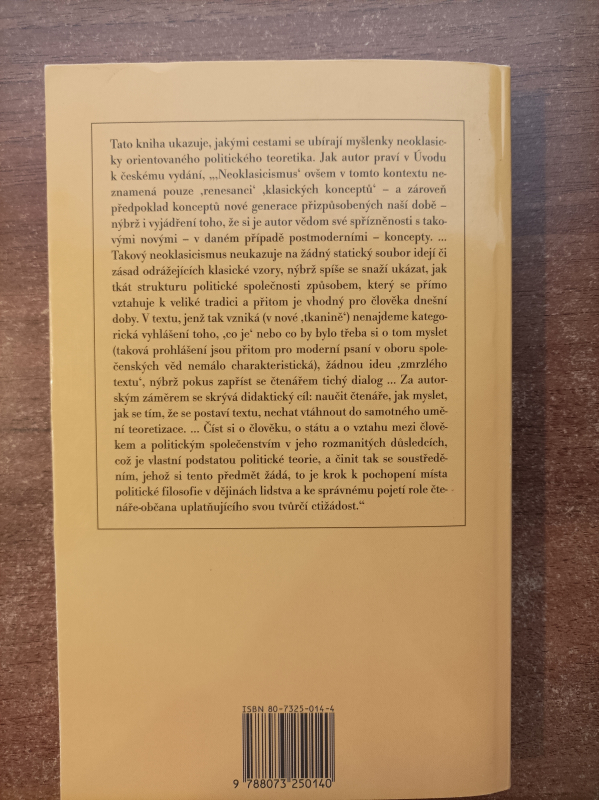 Tato kniha ukazuje, jakými cestami se ubírají myšlenky neoklasic-
ky orientovaného politického teoretika. Jak autor praví v Úvodu
k českému vydání, „‚Neoklasicismus‘ ovšem v tomto kontextu ne-
znamená pouze ‚renesanci‘ ‚klasických konceptů‘ – a zároveň
předpoklad konceptů nové generace přizpůsobených naší době –
nýbrž i vyjádření toho, že si je autor vědom své spřízněnosti s tako-
vými novými – v daném případě postmoderními – koncepty. ...
Takový neoklasicismus neukazuje na žádný statický soubor idejí či
zásad odrážejících klasické vzory, nýbrž spíše se snaží ukázat, jak
tkát strukturu politické společnosti způsobem, který se přímo
vztahuje k veliké tradici a přitom je vhodný pro člověka dnešní
doby. V textu, jenž tak vzniká (v nové ‚tkanině‘) nenajdeme katego-
rická vyhlášení toho, ‚co je‘ nebo co by bylo třeba si o tom myslet
(taková prohlášení jsou přitom pro moderní psaní v oboru spole-
čenských věd nemálo charakteristická), žádnou ideu ‚zmrzlého
textu‘, nýbrž pokus zapříst se čtenářem tichý dialog ... Za autor-
ským záměrem se skrývá didaktický cíl: naučit čtenáře, jak myslet,
jak se tím, že se postaví textu, nechat vtáhnout do samotného umě-
ní teoretizace. ... Číst si o člověku, o státu a o vztahu mezi člově-
kem a politickým společenstvím v jeho rozmanitých důsledcích,
což je vlastní podstatou politické teorie, a činit tak se soustředě-
ním, jehož si tento předmět žádá, to je krok k pochopení místa
politické filosofie v dějinách lidstva a ke správnému pojetí role čte-
náře-občana uplatňujícího svou tvůrčí ctižádost.“
ISBN 80-7325-014-4
9 788073 250140